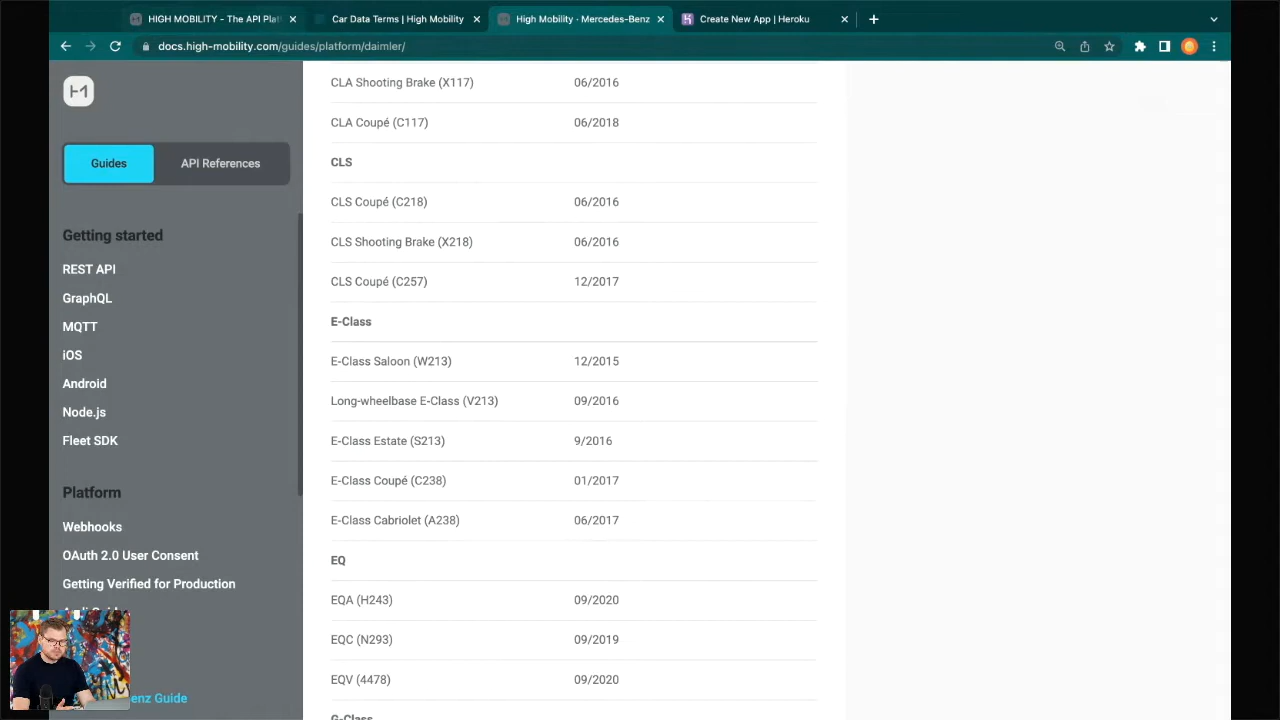 HIGH MOBILITY - The API Platf
Car Data Terms | High Mobility
High Mobility · Mercedes-Benz
Create New App | Heroku
docs.high-mobility.com/guides/platform/daimler/
Guides
API References
Getting started
REST API
GraphQL
MQTT
iOS
Android
Node.js
Fleet SDK
Platform
Webhooks
OAuth 2.0 User Consent
Getting Verified for Production
enz Guide
CLA Shooting Brake (X117) 06/2016
CLA Coupé (C117) 06/2018
CLS
CLS Coupé (C218) 06/2016
CLS Shooting Brake (X218) 06/2016
CLS Coupé (C257) 12/2017
E-Class
E-Class Saloon (W213) 12/2015
Long-wheelbase E-Class (V213) 09/2016
E-Class Estate (S213) 9/2016
E-Class Coupé (C238) 01/2017
E-Class Cabriolet (A238) 06/2017
EQ
EQA (H243) 09/2020
EQC (N293) 09/2019
EQV (4478) 09/2020
G-Class